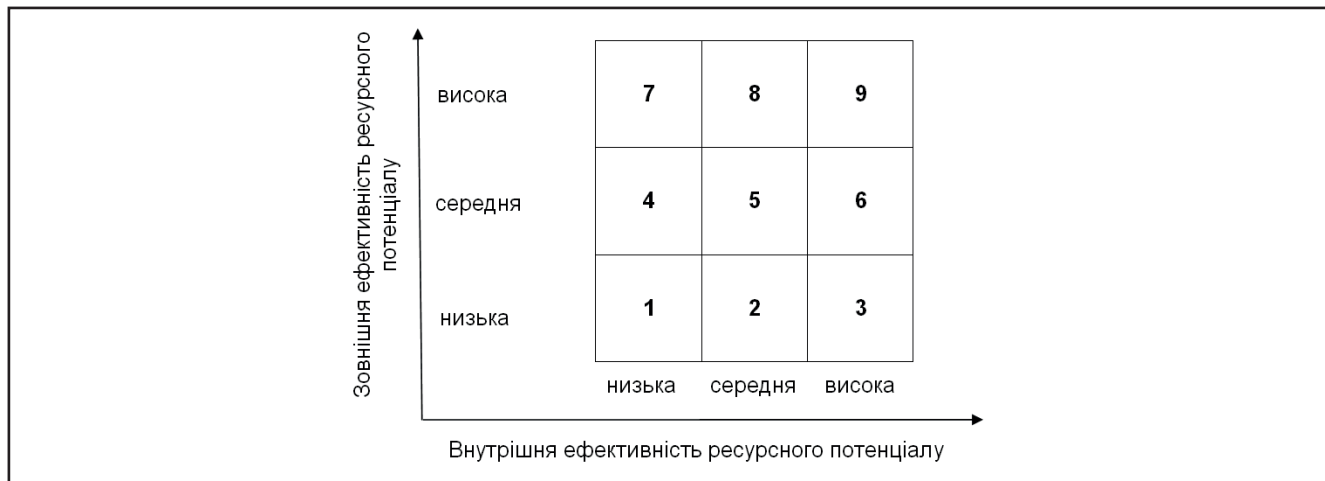 Зовнішня ефективність ресурсного
потенціалу
висока
7 8 9
середня
4 5 6
низька
1 2 3
низька середня висока
Внутрішня ефективність ресурсного потенціалу